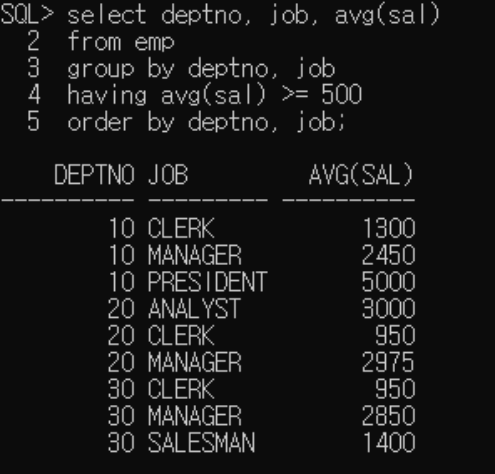 SQL> select deptno, job, avg(sal)
  2  from emp
  3  group by deptno, job
  4  having avg(sal) >= 500
  5  order by deptno, job;

    DEPTNO JOB         AVG(SAL)
---------- --------- ----------
        10 CLERK           1300
        10 MANAGER         2450
        10 PRESIDENT       5000
        20 ANALYST         3000
        20 CLERK            950
        20 MANAGER         2975
        30 CLERK            950
        30 MANAGER         2850
        30 SALESMAN        1400